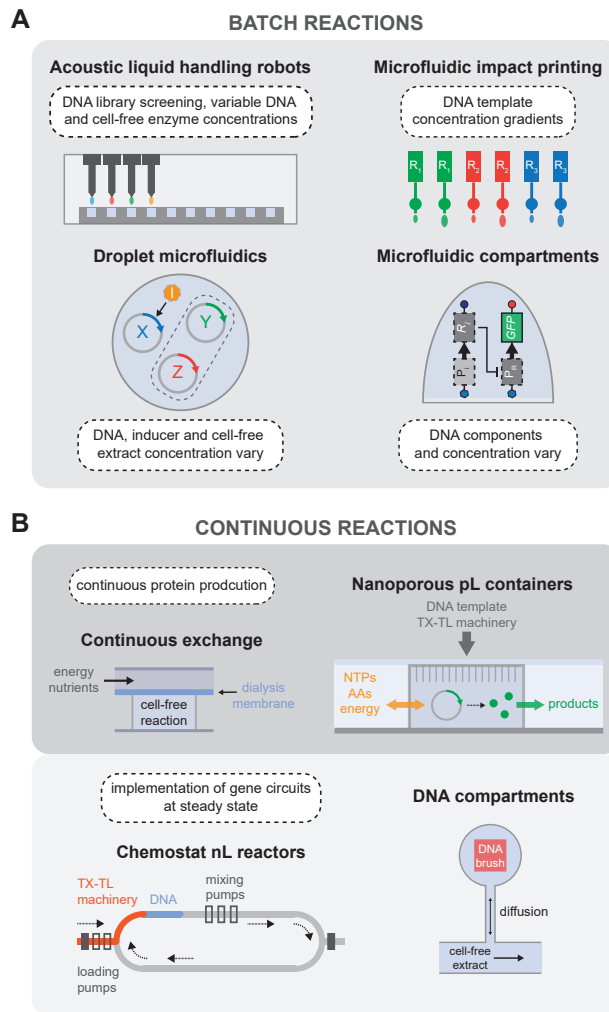 A
BATCH REACTIONS
Acoustic liquid handling robots
DNA library screening, variable DNA
and cell-free enzyme concentrations
Microfluidic impact printing
DNA template
concentration gradients
R1 R1 R2 R2 R3 R3
Droplet microfluidics
I
X
Y
Z
DNA, inducer and cell-free
extract concentration vary
Microfluidic compartments
Ri
GFP
Pi
PR
DNA components
and concentration vary
B
CONTINUOUS REACTIONS
continuous protein prodcution
Continuous exchange
energy
nutrients
cell-free
reaction
dialysis
membrane
Nanoporous pL containers
DNA template
TX-TL machinery
NTPs
AAs
energy
products
implementation of gene circuits
at steady state
Chemostat nL reactors
TX-TL
machinery
DNA
mixing
pumps
loading
pumps
DNA compartments
DNA
brush
diffusion
cell-free
extract